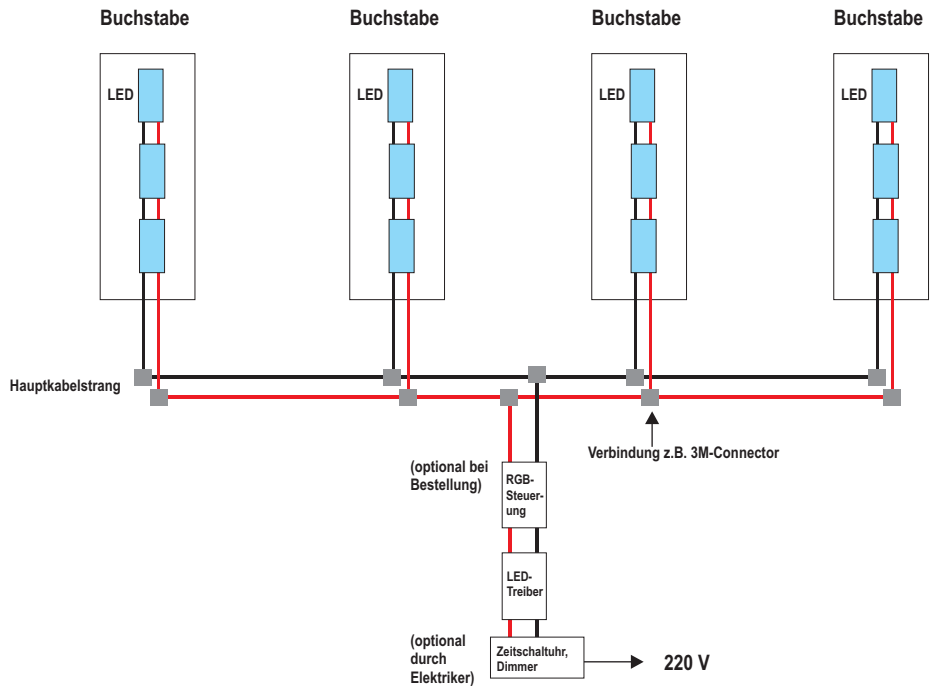 Buchstabe
Buchstabe
Buchstabe
Buchstabe
LED
LED
LED
LED
Hauptkabelstrang
Verbindung z.B. 3M-Connector
(optional bei
Bestellung)
RGB-
Steuer-
ung
LED-
Treiber
(optional
durch
Elektriker)
Zeitschaltuhr,
Dimmer
220 V